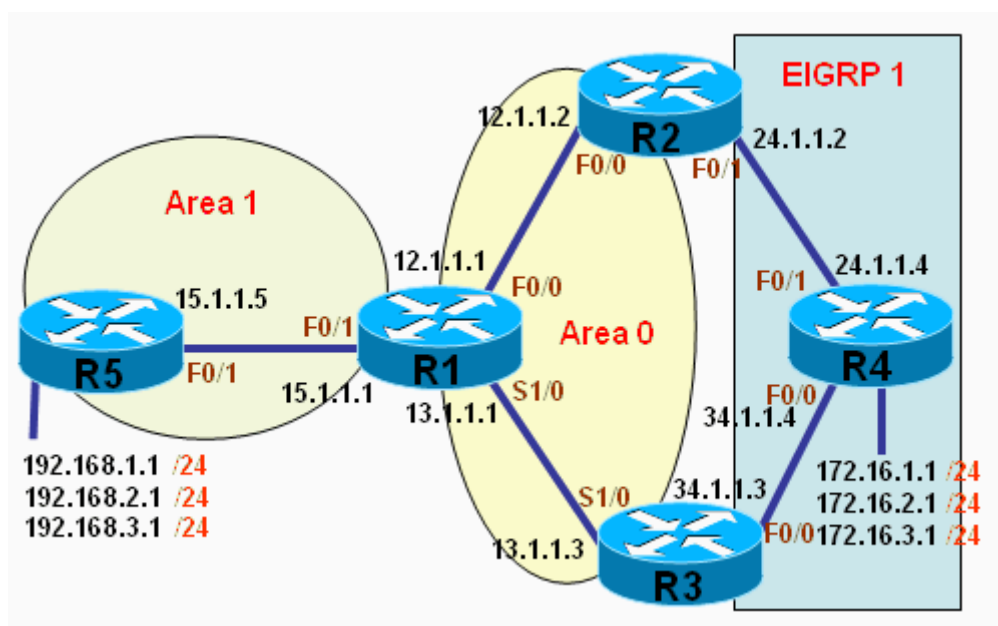 EIGRP 1
12.1.1.2
R2
24.1.1.2
F0/0
F0/1
Area 1
12.1.1.1
24.1.1.4
F0/1
15.1.1.5
F0/0
F0/1
Area 0
R5
F0/1
R1
R4
15.1.1.1
S1/0
F0/0
13.1.1.1
34.1.1.4
192.168.1.1 /24
192.168.2.1 /24
192.168.3.1 /24
172.16.1.1 /24
172.16.2.1 /24
172.16.3.1 /24
S1/0
34.1.1.3
13.1.1.3
F0/0
R3